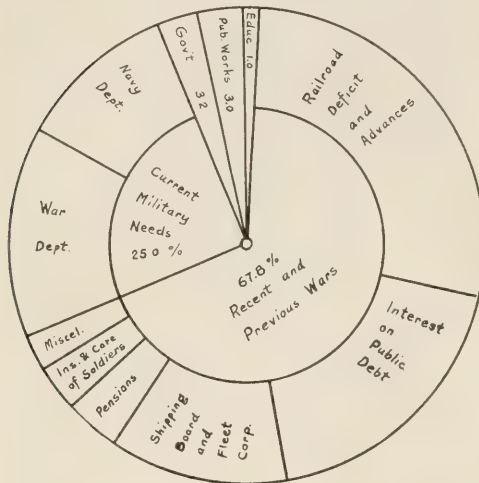 Educ 1.0
Pub. Works 3.0
Gov't 3.2
Navy
Dept.
War
Dept.
Current
Military
Needs
25.0 %
Railroad
Deficit
and
Advances
67.8%
Recent and
Previous Wars
Interest
on
Public
Debt
Miscel.
Ins. & Care
of Soldiers
Pensions
Shipping
Board
and
Fleet
Corp.